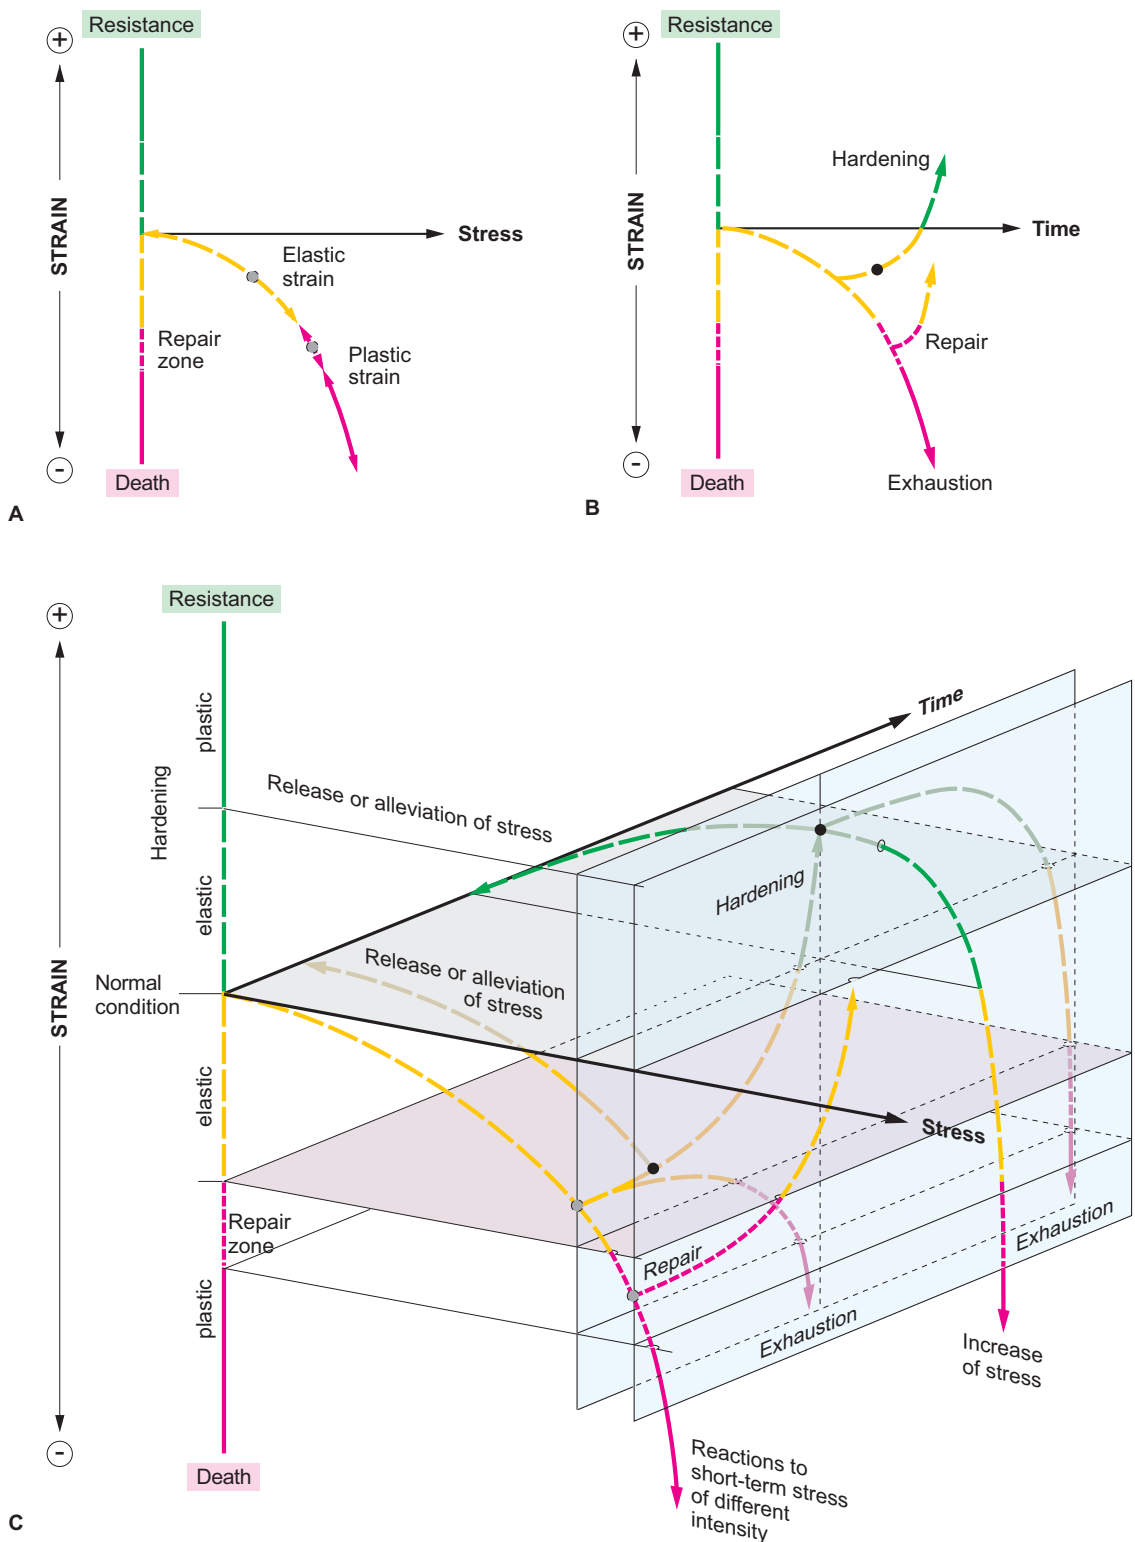 Resistance
+
STRAIN
Stress
Elastic
strain
Repair
zone
Plastic
strain
-
Death
A
Resistance
+
Hardening
STRAIN
Time
Repair
-
Death
Exhaustion
B
Resistance
+
plastic
Time
Hardening
Release or alleviation of stress
elastic
Hardening
Release or alleviation
of stress
Normal
condition
STRAIN
elastic
Stress
Repair
zone
Repair
Exhaustion
plastic
Exhaustion
Increase
of stress
-
Death
Reactions to
short-term stress
of different
intensity
C